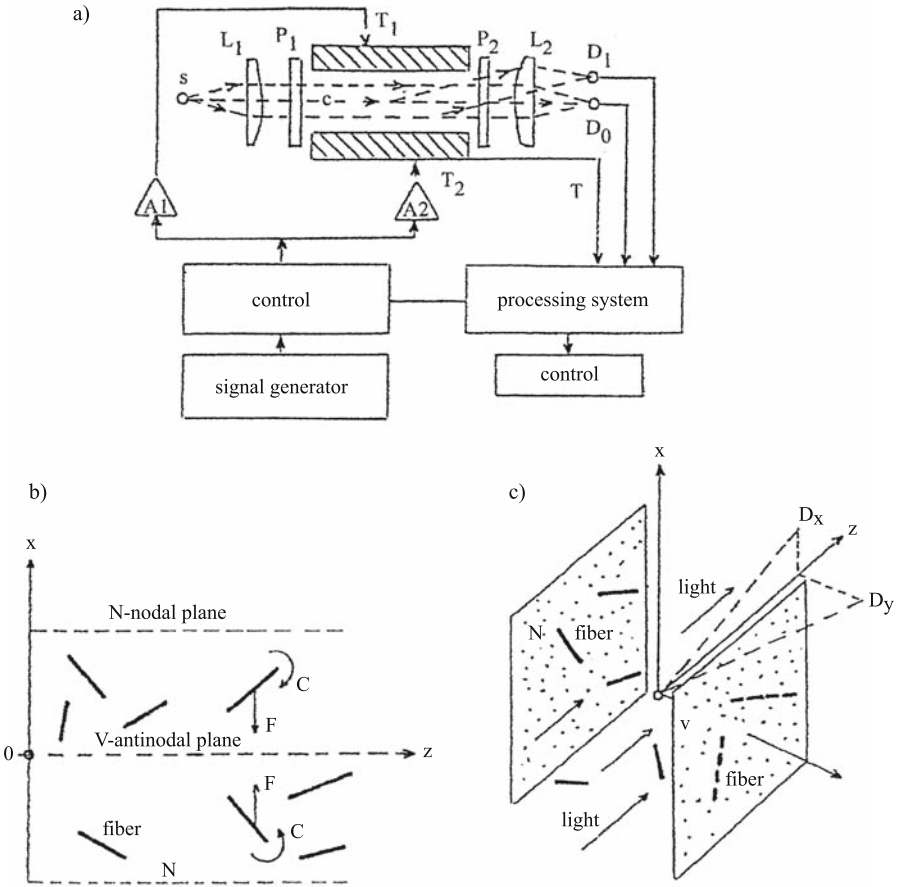 a)
T1
L1
P1
P2
L2
D1
s
c
D0
T2
T
A1
A2
control
processing system
signal generator
control
b)
x
N-nodal plane
C
F
V-antinodal plane
0
z
F
fiber
C
N
c)
x
Dx
z
light
Dy
N
fiber
v
fiber
light